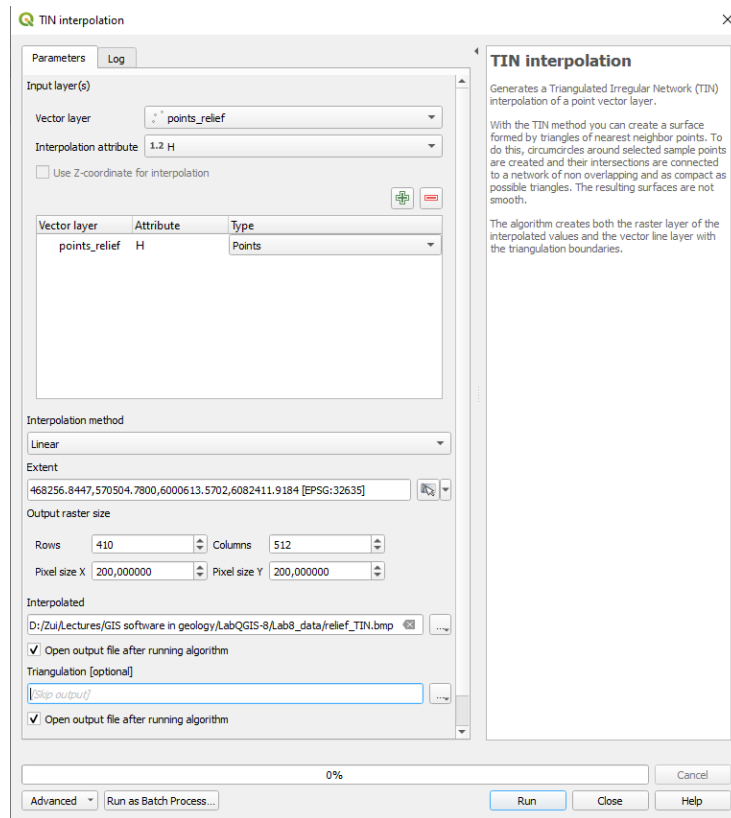 TIN interpolation
Parameters
Log
Input layer(s)
Vector layer
points_relief
Interpolation attribute
1.2 H
Use Z-coordinate for interpolation
Vector layer Attribute Type
points_relief H Points
Interpolation method
Linear
Extent
468256.8447,570504.7800,6000613.5702,6082411.9184 [EPSG:32635]
Output raster size
Rows 410 Columns 512
Pixel size X 200,000000 Pixel size Y 200,000000
Interpolated
D:/Zui/Lectures/GIS software in geology/LabQGIS-8/Lab8_data/relief_TIN.bmp
...
Open output file after running algorithm
Triangulation [optional]
[Skip output]
...
Open output file after running algorithm
TIN interpolation
Generates a Triangulated Irregular Network (TIN)
interpolation of a point vector layer.
With the TIN method you can create a surface
formed by triangles of nearest neighbor points. To
do this, circumcircles around selected sample points
are created and their intersections are connected
to a network of non overlapping and as compact as
possible triangles. The resulting surfaces are not
smooth.
The algorithm creates both the raster layer of the
interpolated values and the vector line layer with
the triangulation boundaries.
0%
Cancel
Advanced
Run as Batch Process...
Run
Close
Help